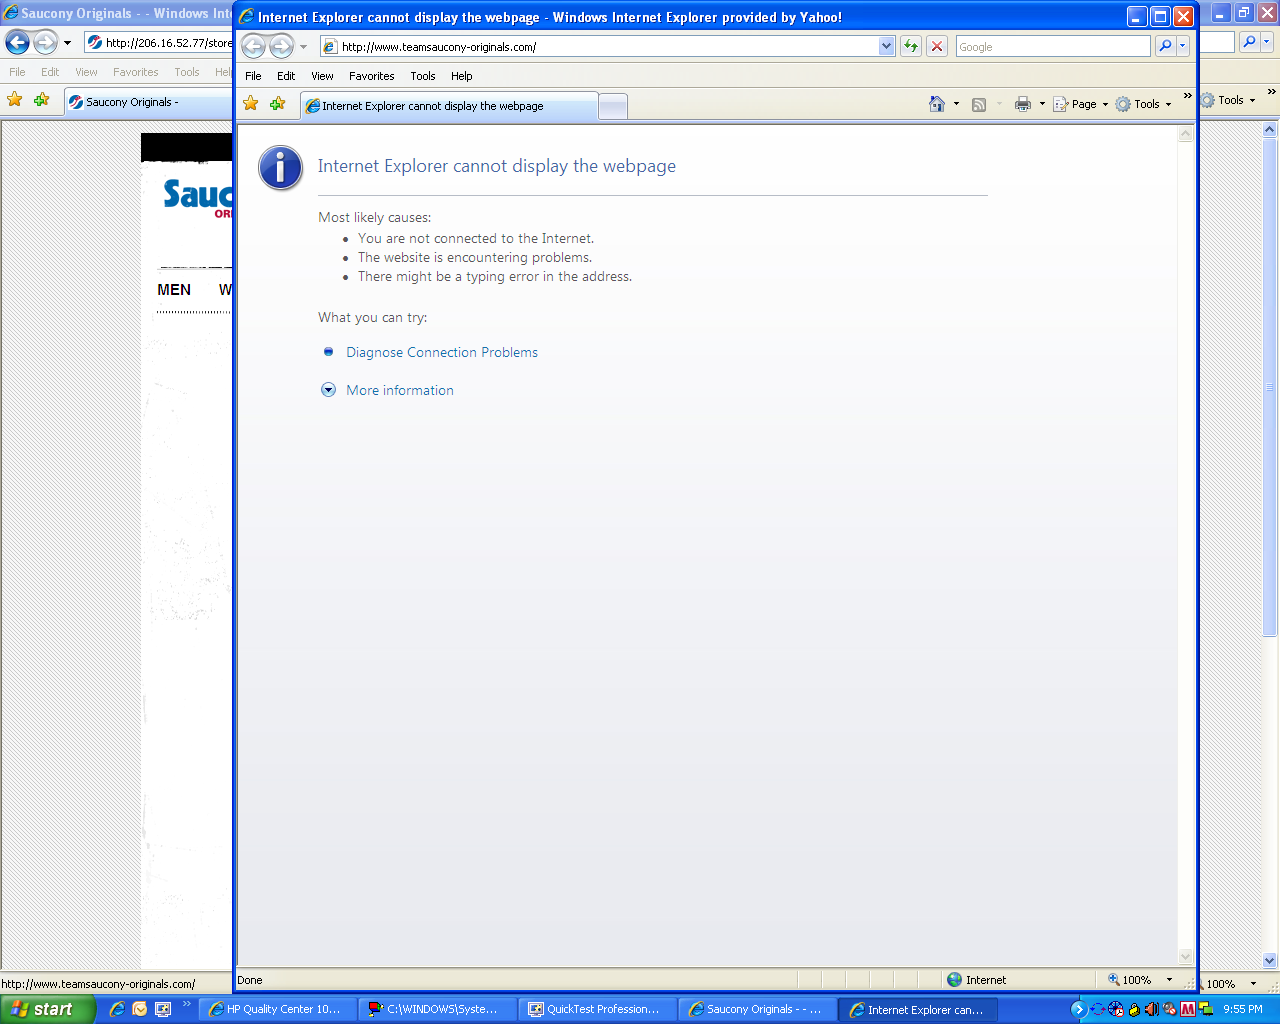 Saucony Originals - - Windows Inte
Internet Explorer cannot display the webpage - Windows Internet Explorer provided by Yahoo!
http://206.16.52.77/store
http://www.teamsaucony-originals.com/
Google
File Edit View Favorites Tools Help
File Edit View Favorites Tools Help
Saucony Originals -
Internet Explorer cannot display the webpage
Page Tools
Tools
Internet Explorer cannot display the webpage
Sauc
ORI
Most likely causes:
• You are not connected to the Internet.
• The website is encountering problems.
• There might be a typing error in the address.
MEN W
What you can try:
Diagnose Connection Problems
More information
Done
Internet
100%
http://www.teamsaucony-originals.com/
100%
start
HP Quality Center 10...
C:\WINDOWS\Syste...
QuickTest Profession...
Saucony Originals - - ...
Internet Explorer can...
9:55 PM